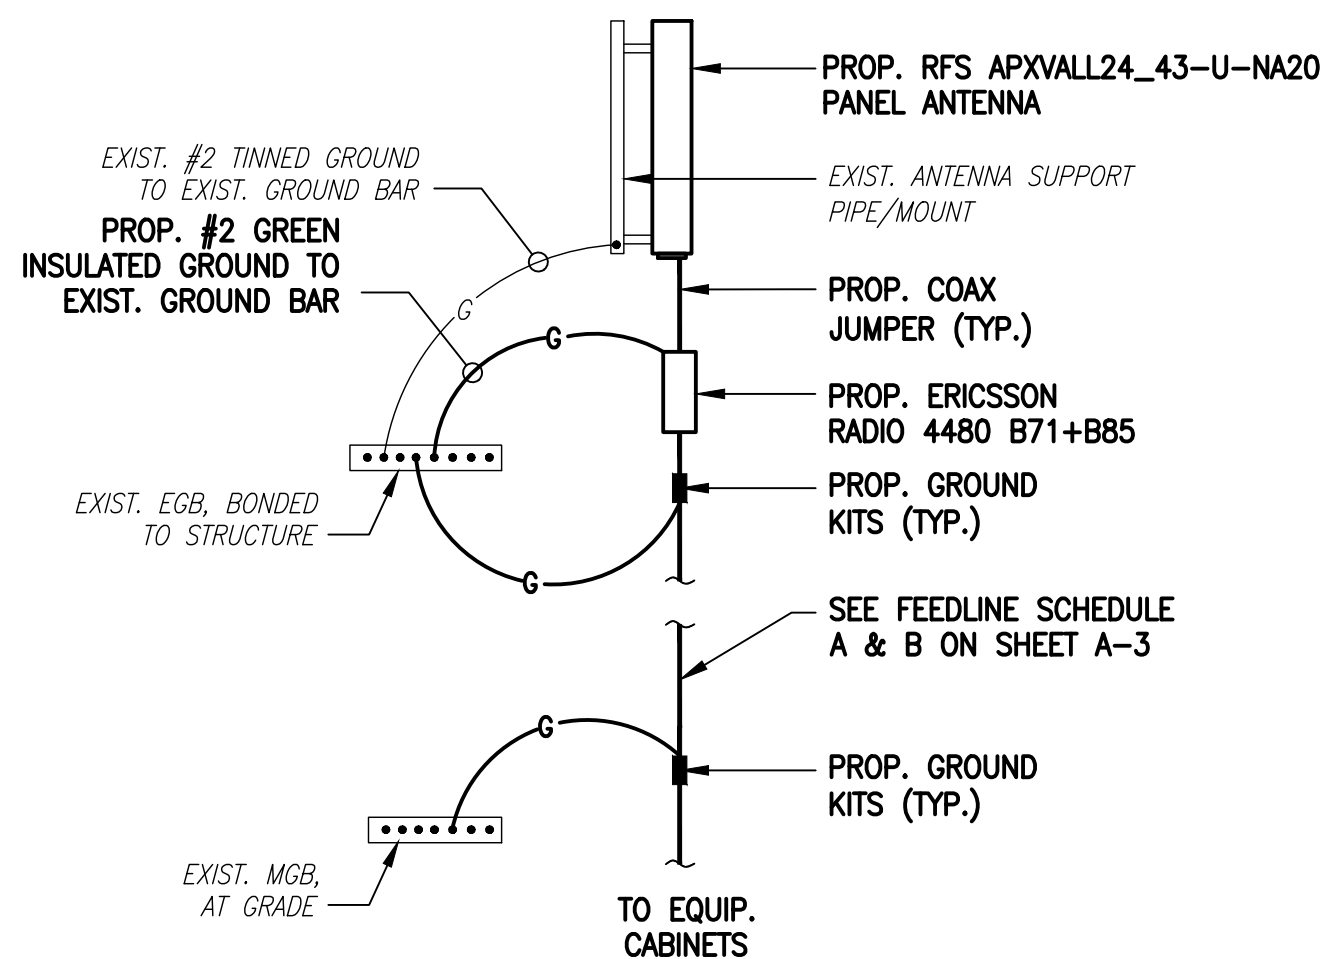 PROP. RFS APXVALL24_43-U-NA20
PANEL ANTENNA
EXIST. #2 TINNED GROUND
TO EXIST. GROUND BAR
EXIST. ANTENNA SUPPORT
PIPE/MOUNT
PROP. #2 GREEN
INSULATED GROUND TO
EXIST. GROUND BAR
PROP. COAX
JUMPER (TYP.)
G
G
PROP. ERICSSON
RADIO 4480 B71+B85
EXIST. EGB, BONDED
TO STRUCTURE
PROP. GROUND
KITS (TYP.)
G
SEE FEEDLINE SCHEDULE
A & B ON SHEET A-3
G
PROP. GROUND
KITS (TYP.)
EXIST. MGB,
AT GRADE
TO EQUIP.
CABINETS